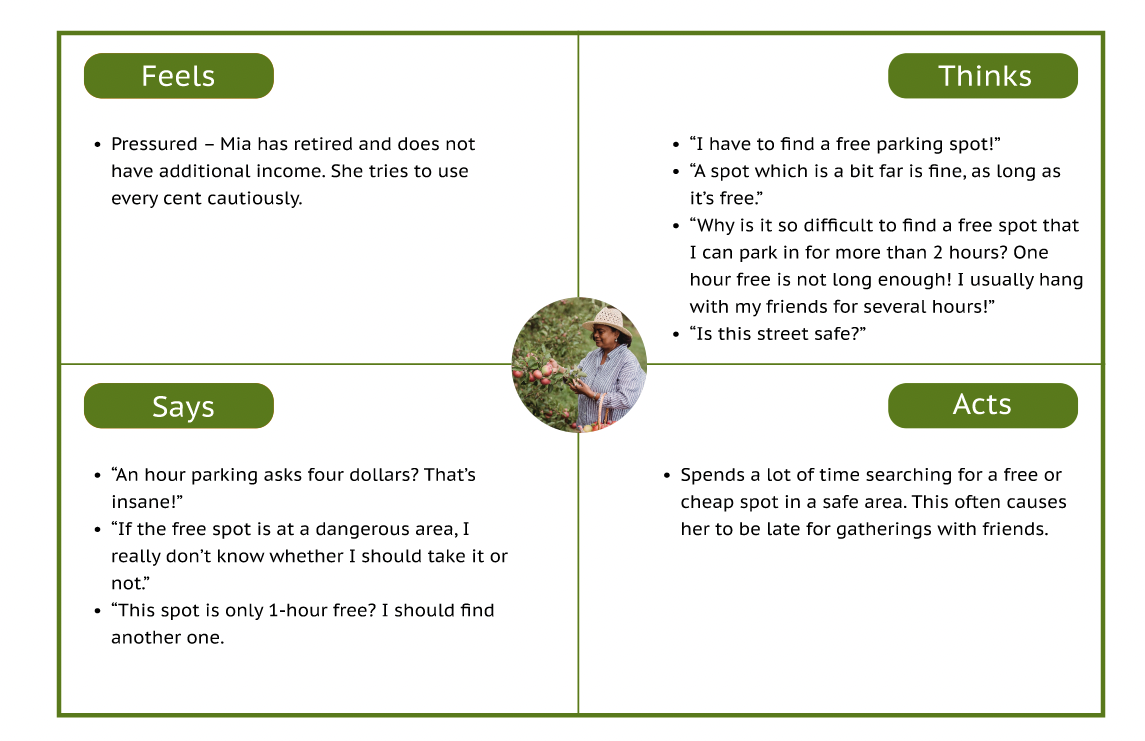 Feels
• Pressured – Mia has retired and does not
have additional income. She tries to use
every cent cautiously.
Thinks
• “I have to find a free parking spot!”
• “A spot which is a bit far is fine, as long as
it’s free.”
• “Why is it so difficult to find a free spot that
I can park in for more than 2 hours? One
hour free is not long enough! I usually hang
with my friends for several hours!”
• “Is this street safe?”
Says
• “An hour parking asks four dollars? That’s
insane!”
• “If the free spot is at a dangerous area, I
really don’t know whether I should take it or
not.”
• “This spot is only 1-hour free? I should find
another one.
Acts
• Spends a lot of time searching for a free or
cheap spot in a safe area. This often causes
her to be late for gatherings with friends.